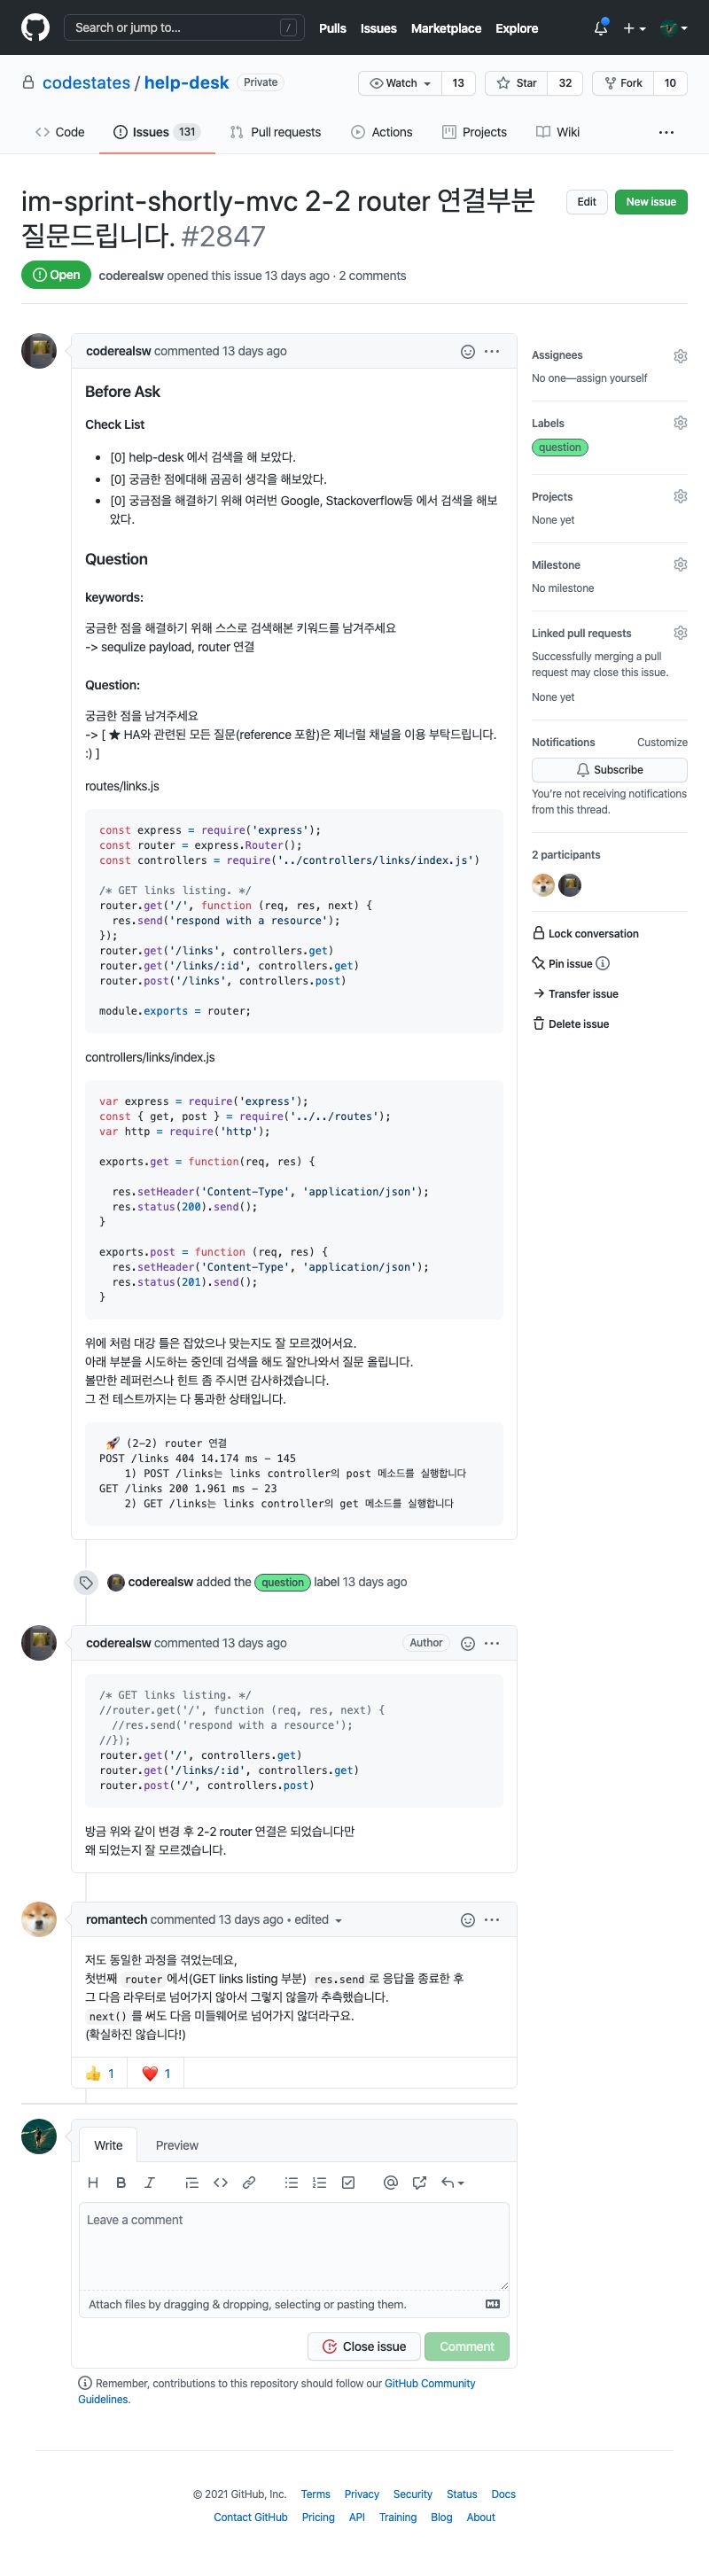 Search or jump to... /
Pulls Issues Marketplace Explore
codestates / help-desk Private
Watch 13 Star 32 Fork 10
Code Issues 131 Pull requests Actions Projects Wiki
im-sprint-shortly-mvc 2-2 router 연결부분
질문드립니다. #2847
Edit New issue
Open coderealsw opened this issue 13 days ago · 2 comments
coderealsw commented 13 days ago
Before Ask
Check List
• [0] help-desk 에서 검색을 해 보았다.
• [0] 궁금한 점에대해 곰곰히 생각을 해보았다.
• [0] 궁금점을 해결하기 위해 여러번 Google, Stackoverflow등 에서 검색을 해보
았다.
Question
keywords:
궁금한 점을 해결하기 위해 스스로 검색해본 키워드를 남겨주세요
-> sequlize payload, router 연결
Question:
궁금한 점을 남겨주세요
-> [ ★ HA와 관련된 모든 질문(reference 포함)은 제너럴 채널을 이용 부탁드립니다.
:) ]
routes/links.js
const express = require('express');
const router = express.Router();
const controllers = require('../controllers/links/index.js')
/* GET links listing. */
router.get('/', function (req, res, next) {
  res.send('respond with a resource');
});
router.get('/links', controllers.get)
router.get('/links/:id', controllers.get)
router.post('/links', controllers.post)
module.exports = router;
controllers/links/index.js
var express = require('express');
const { get, post } = require('../../routes');
var http = require('http');
exports.get = function(req, res) {
  res.setHeader('Content-Type', 'application/json');
  res.status(200).send();
}
exports.post = function (req, res) {
  res.setHeader('Content-Type', 'application/json');
  res.status(201).send();
}
위에 처럼 대강 틀은 잡았으나 맞는지도 잘 모르겠어서요.
아래 부분을 시도하는 중인데 검색을 해도 잘안나와서 질문 올립니다.
볼만한 레퍼런스나 힌트 좀 주시면 감사하겠습니다.
그 전 테스트까지는 다 통과한 상태입니다.
🚀 (2-2) router 연결
POST /links 404 14.174 ms - 145
    1) POST /links는 links controller의 post 메소드를 실행합니다
GET /links 200 1.961 ms - 23
    2) GET /links는 links controller의 get 메소드를 실행합니다
coderealsw added the question label 13 days ago
coderealsw commented 13 days ago Author
/* GET links listing. */
//router.get('/', function (req, res, next) {
  //res.send('respond with a resource');
//});
router.get('/', controllers.get)
router.get('/links/:id', controllers.get)
router.post('/', controllers.post)
방금 위와 같이 변경 후 2-2 router 연결은 되었습니다만
왜 되었는지 잘 모르겠습니다.
romantech commented 13 days ago • edited
저도 동일한 과정을 겪었는데요,
첫번째 router 에서(GET links listing 부분) res.send 로 응답을 종료한 후
그 다음 라우터로 넘어가지 않아서 그렇지 않을까 추측했습니다.
next() 를 써도 다음 미들웨어로 넘어가지 않더라구요.
(확실하진 않습니다!)
👍 1 ❤️ 1
Write Preview
Leave a comment
Attach files by dragging & dropping, selecting or pasting them.
Close issue Comment
Remember, contributions to this repository should follow our GitHub Community
Guidelines.
Assignees
No one—assign yourself
Labels
question
Projects
None yet
Milestone
No milestone
Linked pull requests
Successfully merging a pull
request may close this issue.
None yet
Notifications Customize
Subscribe
You're not receiving notifications
from this thread.
2 participants
Lock conversation
Pin issue
Transfer issue
Delete issue
© 2021 GitHub, Inc. Terms Privacy Security Status Docs
Contact GitHub Pricing API Training Blog About